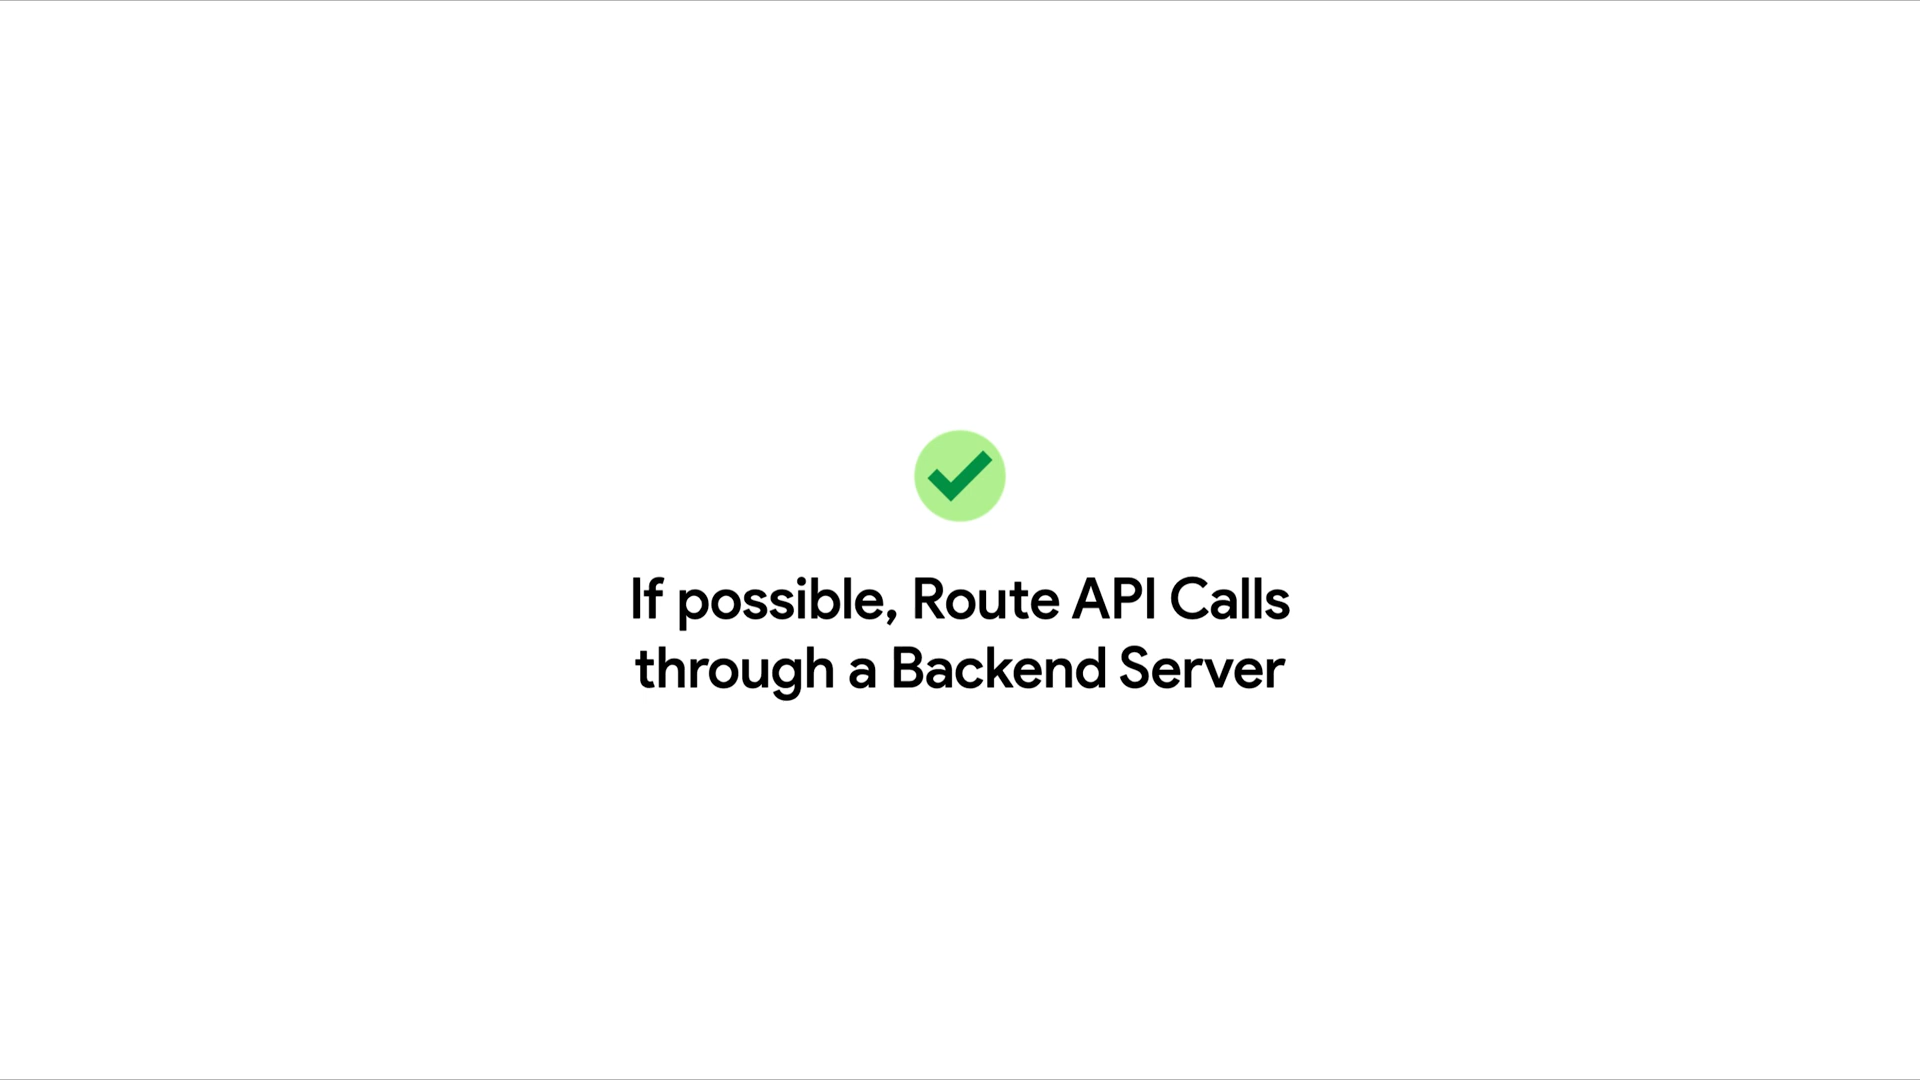 If possible, Route API Calls
through a Backend Server